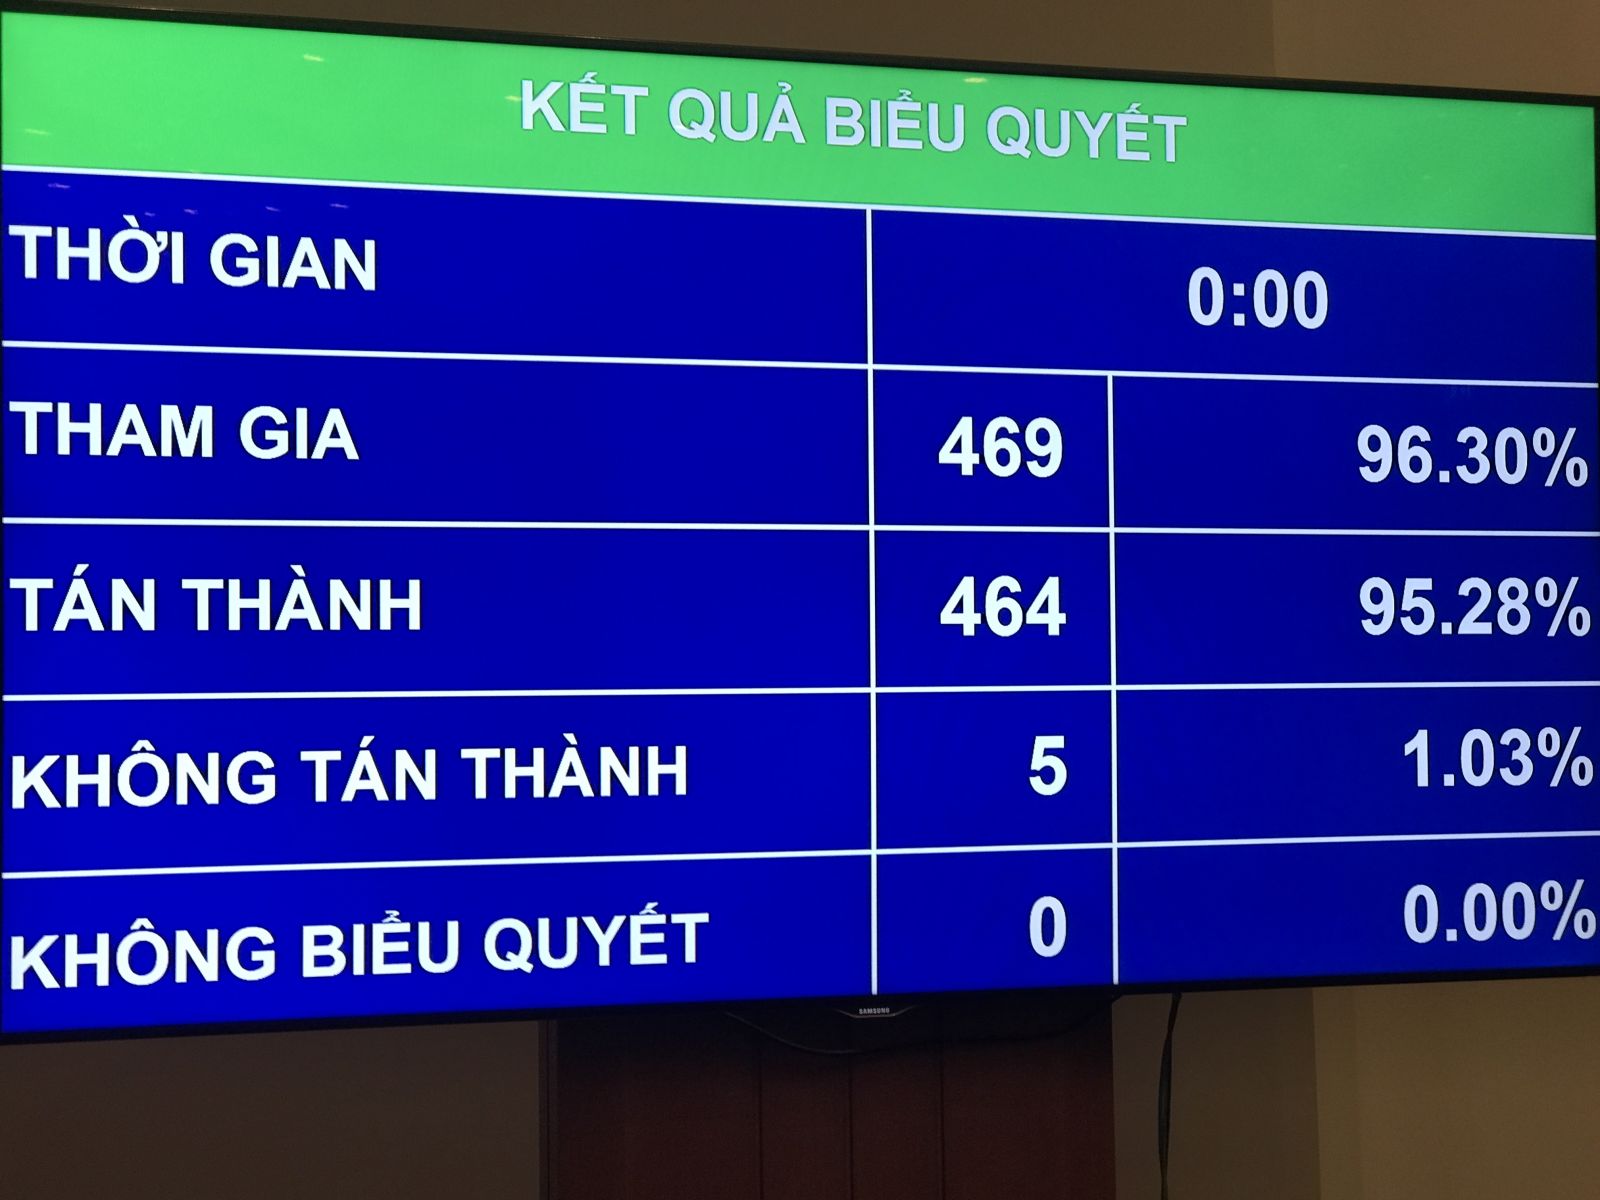 KẾT QUẢ BIỂU QUYẾT
THỜI GIAN 0:00
THAM GIA 469 96.30%
TÁN THÀNH 464 95.28%
KHÔNG TÁN THÀNH 5 1.03%
KHÔNG BIỂU QUYẾT 0 0.00%
SAMSUNG